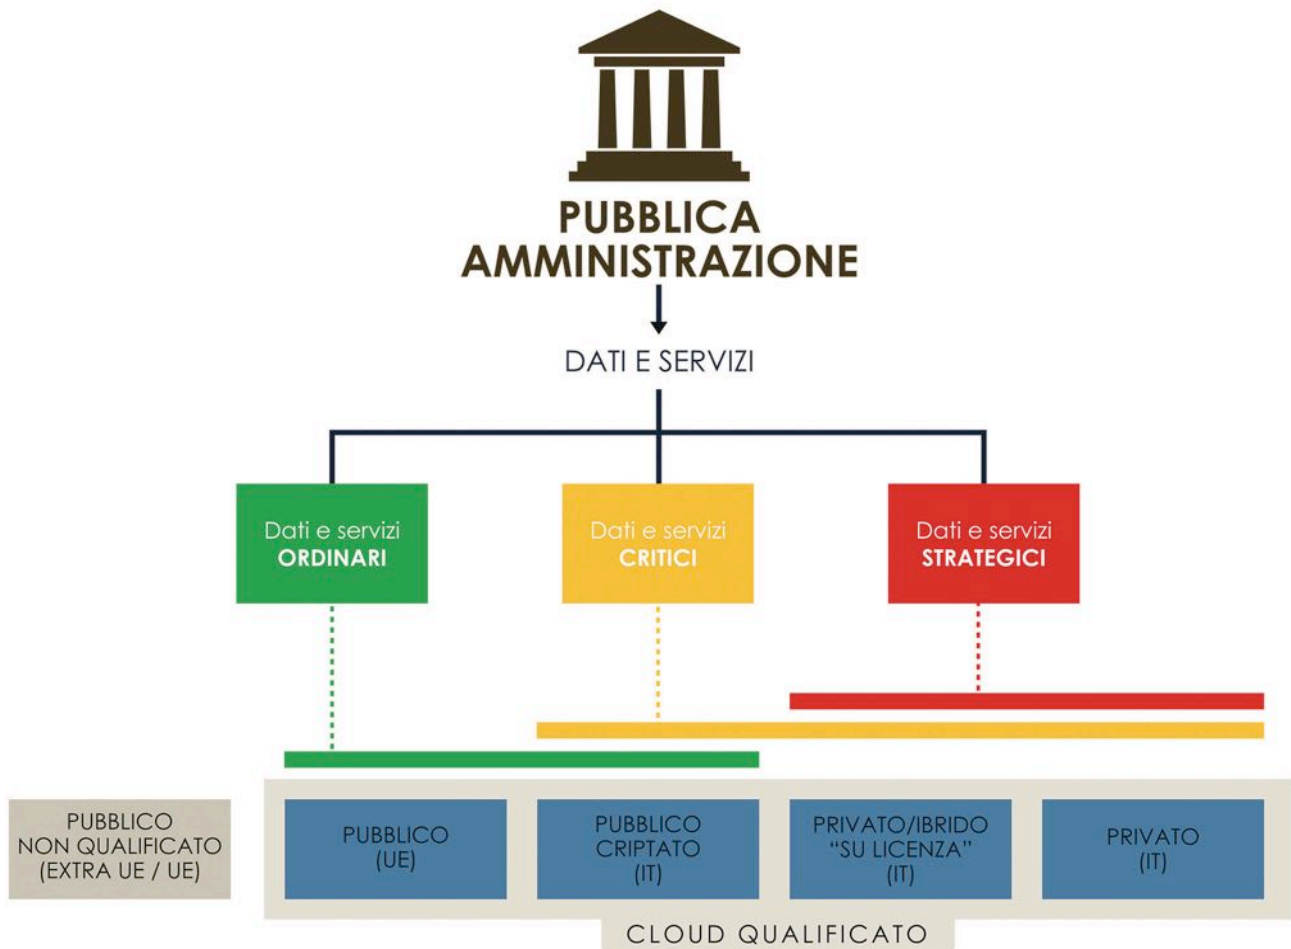 PUBBLICA
AMMINISTRAZIONE
DATI E SERVIZI
Dati e servizi
ORDINARI
Dati e servizi
CRITICI
Dati e servizi
STRATEGICI
PUBBLICO
NON QUALIFICATO
(EXTRA UE / UE)
PUBBLICO
(UE)
PUBBLICO
CRIPTATO
(IT)
PRIVATO/IBRIDO
“SU LICENZA”
(IT)
PRIVATO
(IT)
CLOUD QUALIFICATO